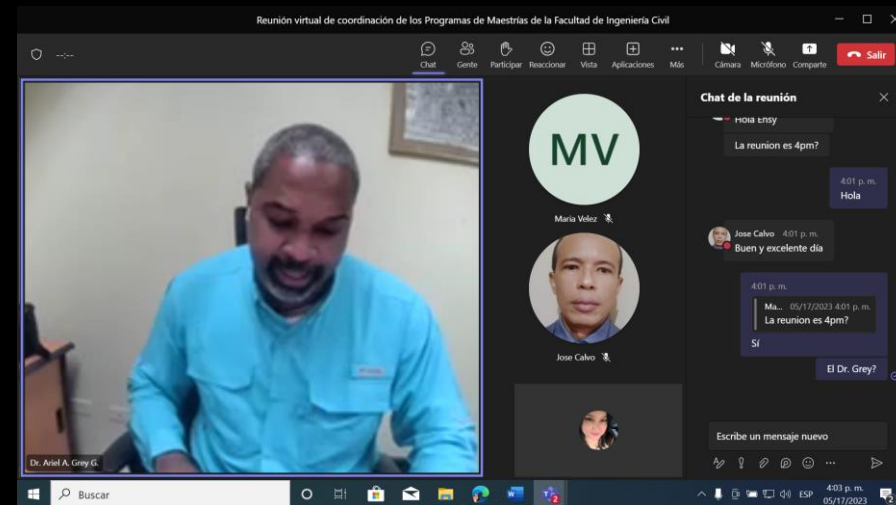 Reunión virtual de coordinación de los Programas de Maestrías de la Facultad de Ingeniería Civil
--:--
Chat
Gente
Participar
Reaccionar
Vista
Aplicaciones
Más
Cámara
Micrófono
Comparte
Salir
Dr. Ariel A. Grey G.
MV
Maria Velez
Jose Calvo
Chat de la reunión
Hola Ensy
La reunion es 4pm?
4:01 p. m.
Hola
Jose Calvo 4:01 p. m.
Buen y excelente día
4:01 p. m.
Ma... 05/17/2023 4:01 p. m.
La reunion es 4pm?
Sí
El Dr. Grey?
Escribe un mensaje nuevo
Buscar
ESP
4:03 p. m.
05/17/2023